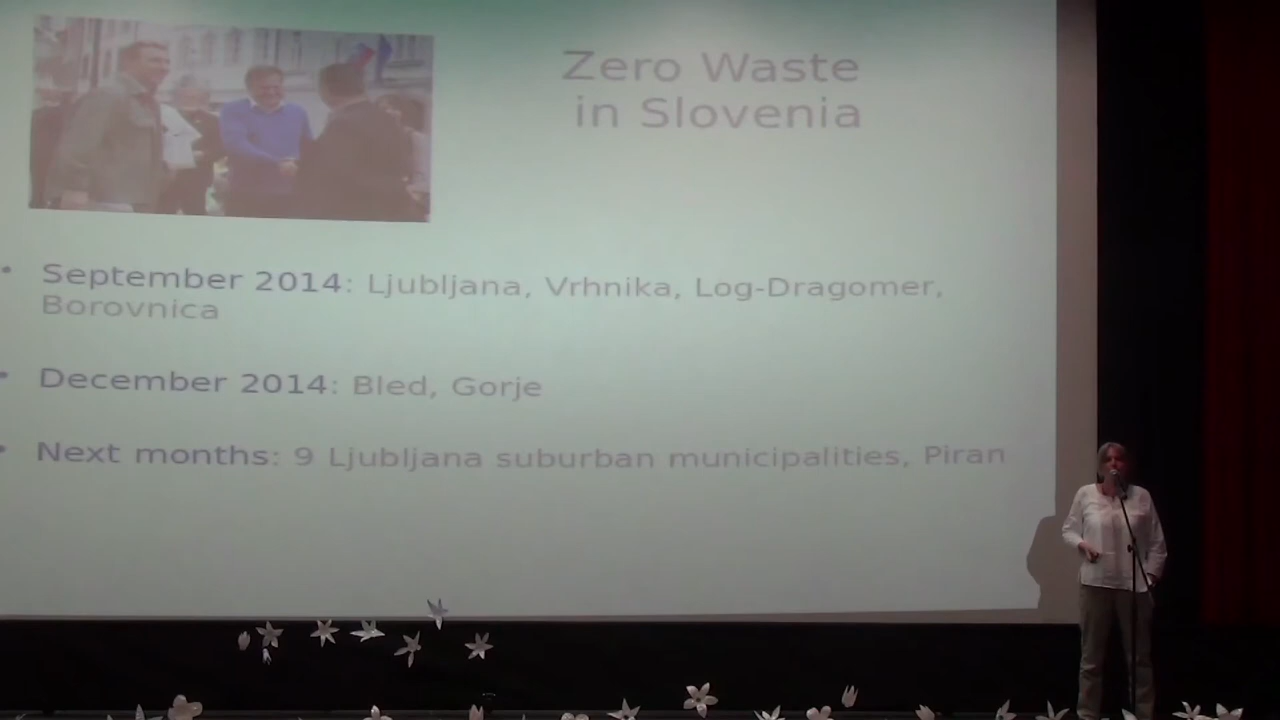 Zero Waste
in Slovenia
• September 2014: Ljubljana, Vrhnika, Log-Dragomer,
Borovnica
• December 2014: Bled, Gorje
• Next months: 9 Ljubljana suburban municipalities, Piran